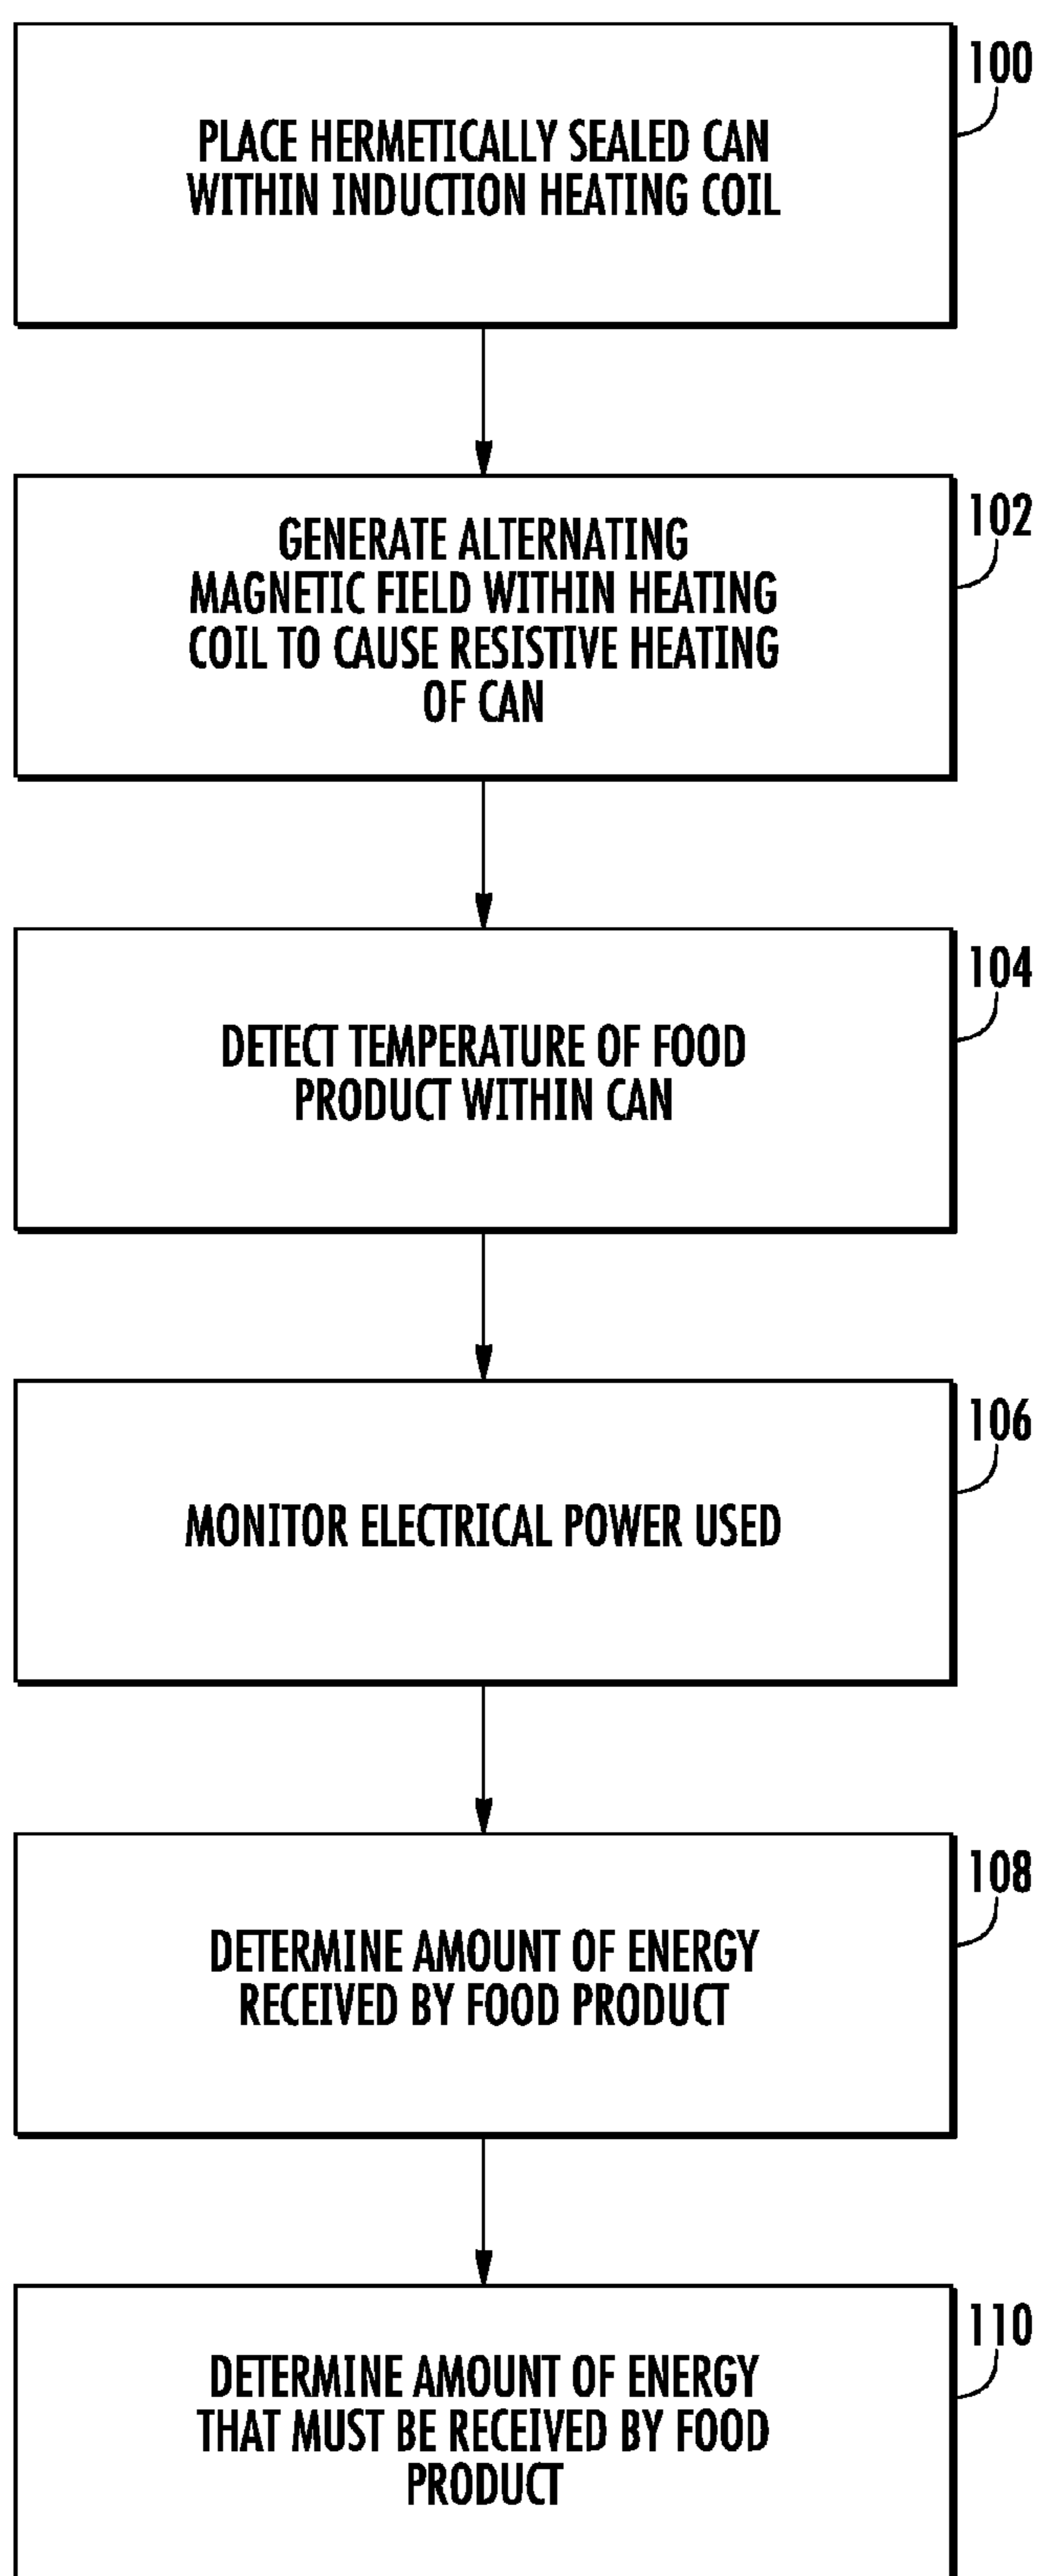 100
PLACE HERMETICALLY SEALED CAN
WITHIN INDUCTION HEATING COIL
102
GENERATE ALTERNATING
MAGNETIC FIELD WITHIN HEATING
COIL TO CAUSE RESISTIVE HEATING
OF CAN
104
DETECT TEMPERATURE OF FOOD
PRODUCT WITHIN CAN
106
MONITOR ELECTRICAL POWER USED
108
DETERMINE AMOUNT OF ENERGY
RECEIVED BY FOOD PRODUCT
110
DETERMINE AMOUNT OF ENERGY
THAT MUST BE RECEIVED BY FOOD
PRODUCT